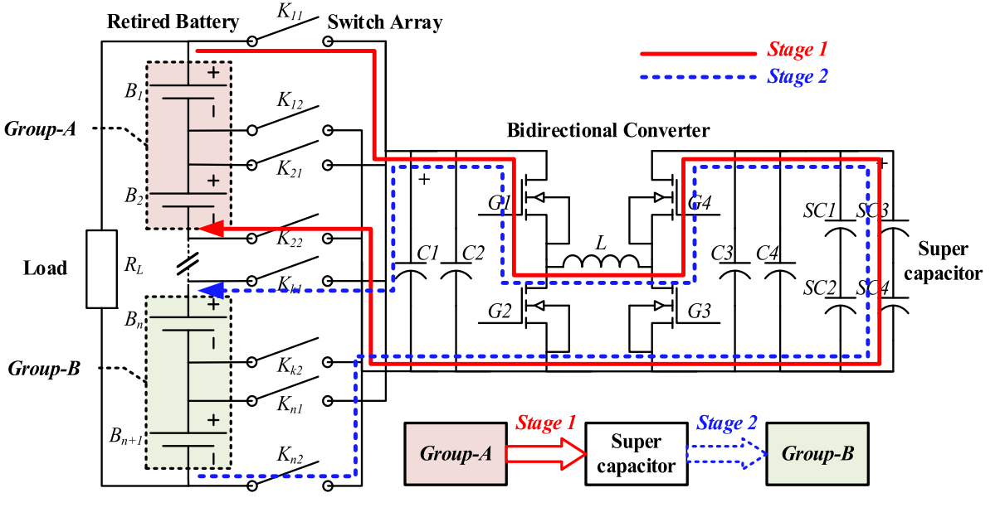 Retired Battery
K11
Switch Array
Stage 1
Stage 2
+
B1
K12
Group-A
Bidirectional Converter
K21
+
B2
+
+
G1
G4
SC1
SC3
K22
L
C1
C2
C3
C4
Super
capacitor
Load
RL
Kk1
SC2
SC4
+
Bn
G2
G3
Group-B
Kk2
Kn1
+
Bn+1
Stage 1
Stage 2
Kn2
Group-A
Super
capacitor
Group-B